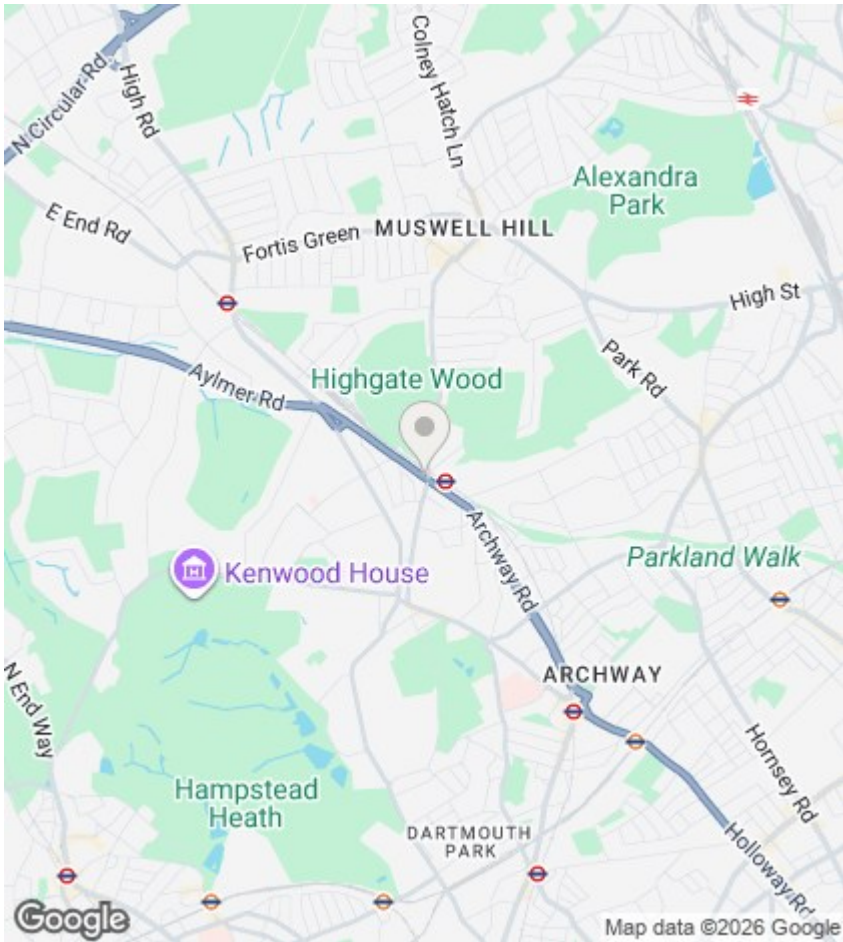 Colney Hatch Ln
N Circular Rd
High Rd
Alexandra
Park
E End Rd
Fortis Green
MUSWELL HILL
High St
Park Rd
Highgate Wood
Aylmer Rd
Archway Rd
Parkland Walk
Kenwood House
N End Way
ARCHWAY
Hornsey Rd
Hampstead
Heath
DARTMOUTH
PARK
Holloway Rd
Google
Map data ©2026 Google